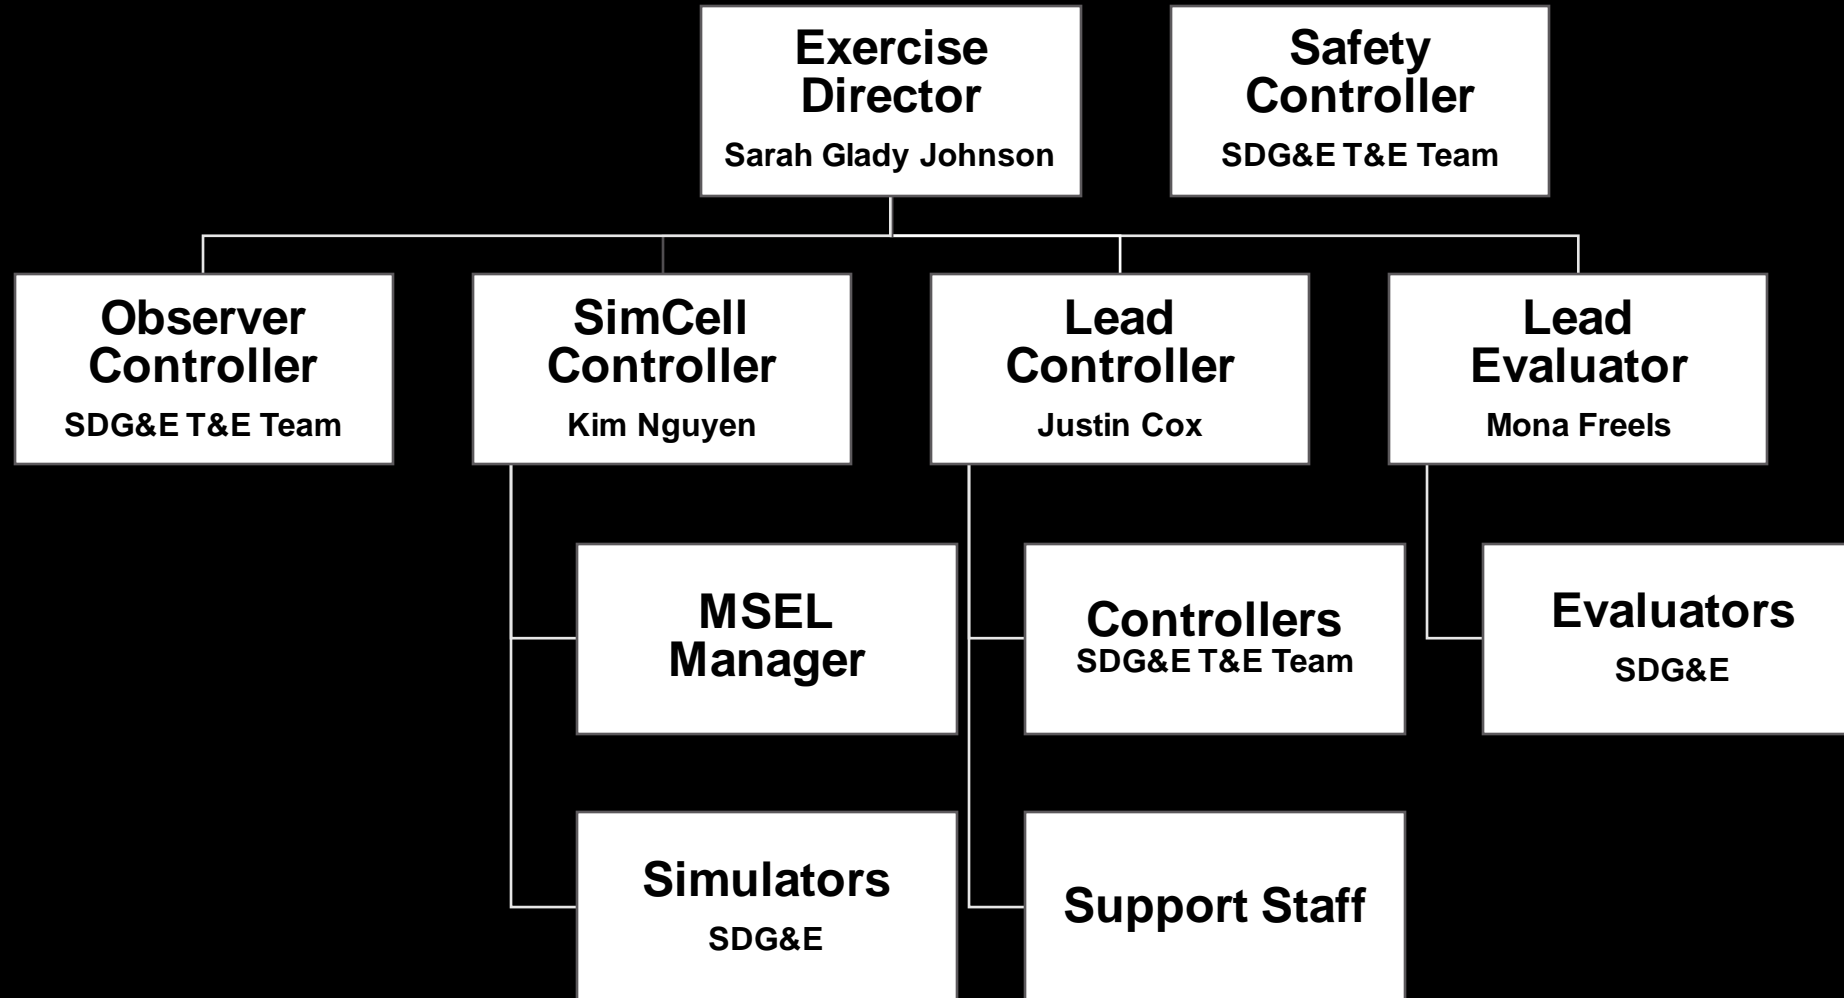 Exercise
Director
Sarah Glady Johnson
Safety
Controller
SDG&E T&E Team
Observer
Controller
SDG&E T&E Team
SimCell
Controller
Kim Nguyen
Lead
Controller
Justin Cox
Lead
Evaluator
Mona Freels
MSEL
Manager
Controllers
SDG&E T&E Team
Evaluators
SDG&E
Simulators
SDG&E
Support Staff